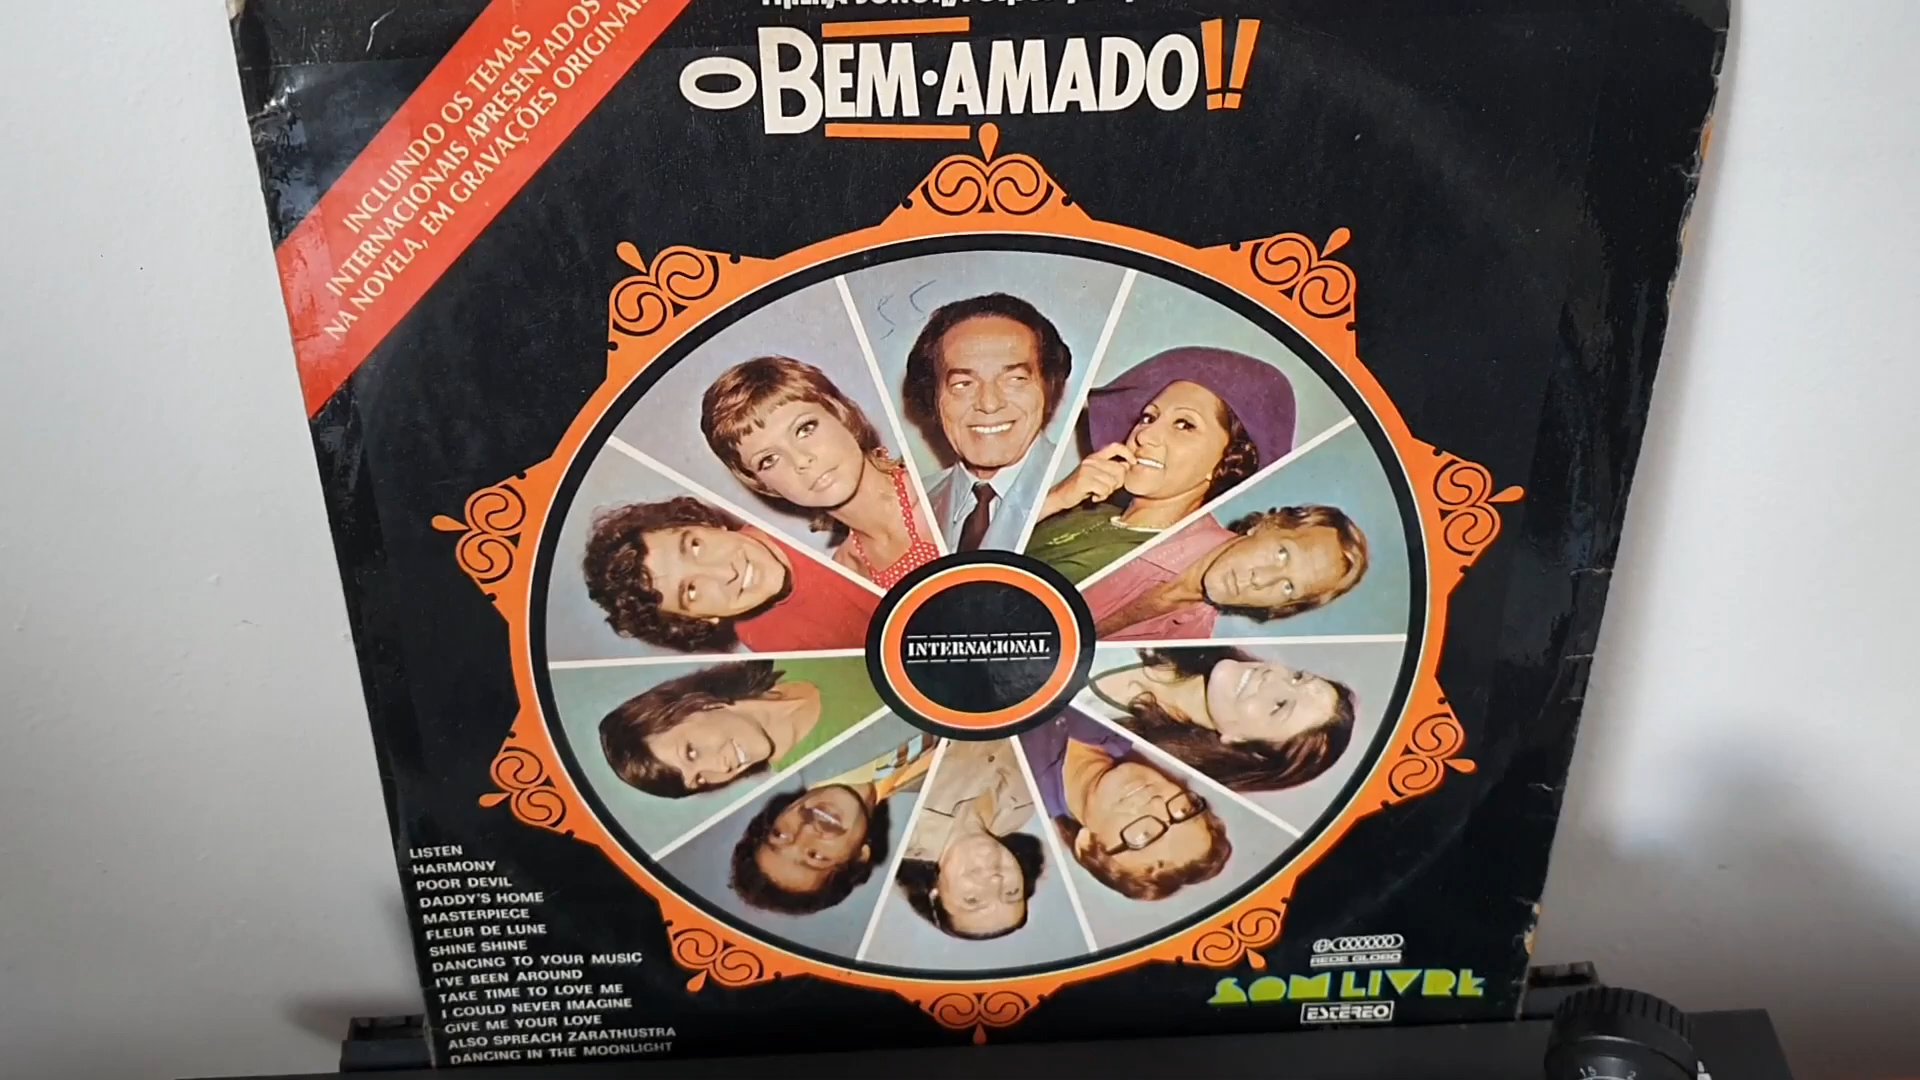 O BEM·AMADO!!
INCLUINDO OS TEMAS
INTERNACIONAIS APRESENTADOS
NA NOVELA, EM GRAVAÇÕES ORIGINAIS
55
INTERNACIONAL
LISTEN
HARMONY
POOR DEVIL
DADDY'S HOME
MASTERPIECE
FLEUR DE LUNE
SHINE SHINE
DANCING TO YOUR MUSIC
I'VE BEEN AROUND
TAKE TIME TO LOVE ME
I COULD NEVER IMAGINE
GIVE ME YOUR LOVE
ALSO SPREACH ZARATHUSTRA
DANCING IN THE MOONLIGHT
REDE GLOBO
SOM LIVRE
ESTÉREO